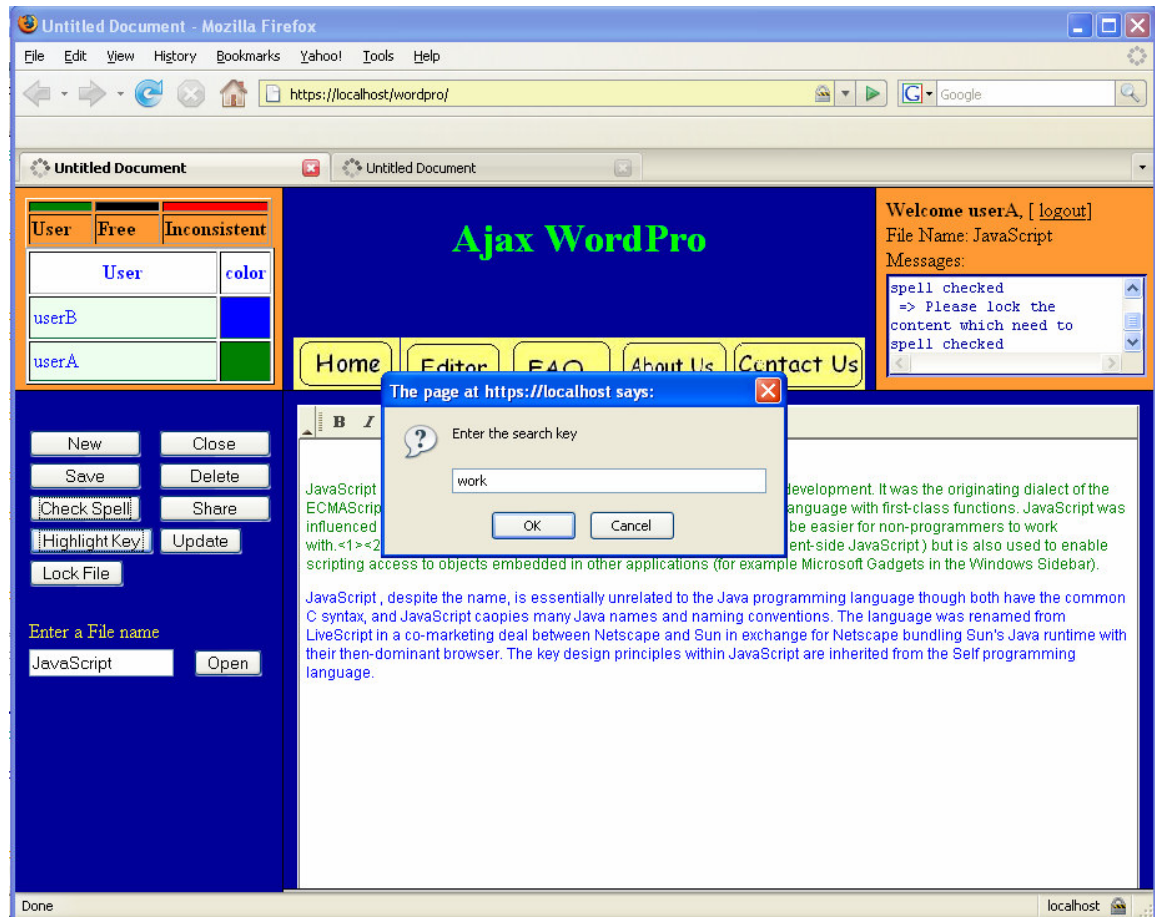 Untitled Document - Mozilla Firefox
File Edit View History Bookmarks Yahoo! Tools Help
https://localhost/wordpro/
G Google
Untitled Document
Untitled Document
User Free Inconsistent
User color
userB
userA
Ajax WordPro
Home Editor FAQ About Us Contact Us
Welcome userA, [ logout]
File Name: JavaScript
Messages:
spell checked
=> Please lock the
content which need to
spell checked
New Close
Save Delete
Check Spell Share
Highlight Key Update
Lock File
Enter a File name
JavaScript Open
The page at https://localhost says:
Enter the search key
work
OK Cancel
B I
JavaScript development. It was the originating dialect of the
ECMAScrip anguage with first-class functions. JavaScript was
influenced be easier for non-programmers to work
with.<1><2 ent-side JavaScript ) but is also used to enable
scripting access to objects embedded in other applications (for example Microsoft Gadgets in the Windows Sidebar).
JavaScript , despite the name, is essentially unrelated to the Java programming language though both have the common
C syntax, and JavaScript caopies many Java names and naming conventions. The language was renamed from
LiveScript in a co-marketing deal between Netscape and Sun in exchange for Netscape bundling Sun's Java runtime with
their then-dominant browser. The key design principles within JavaScript are inherited from the Self programming
language.
Done localhost